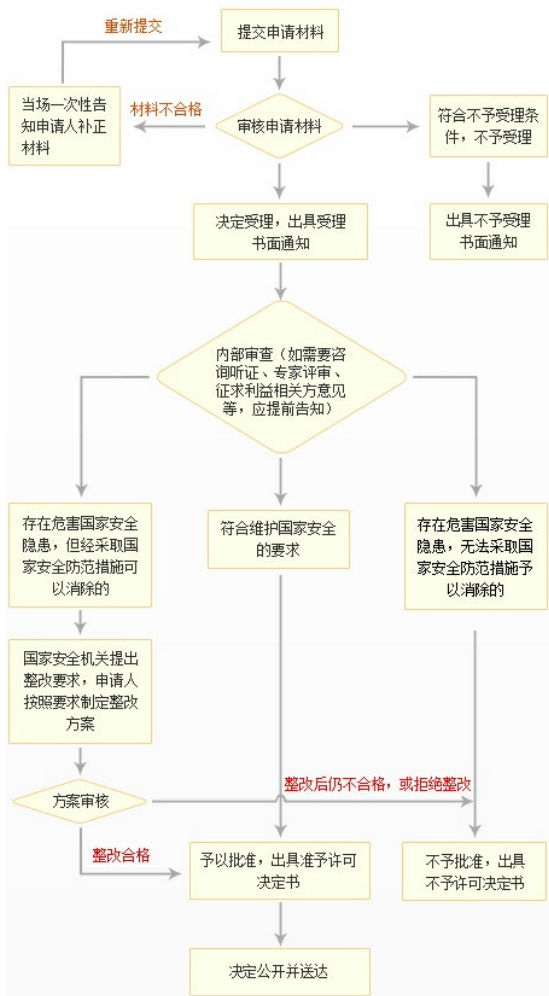 重新提交
提交申请材料
当场一次性告
知申请人补正
材料
材料不合格
审核申请材料
符合不予受理条
件，不予受理
决定受理，出具受理
书面通知
出具不予受理
书面通知
内部审查（如需要咨
询听证、专家评审、
征求利益相关方意见
等，应提前告知）
存在危害国家安全
隐患，但经采取国
家安全防范措施可
以消除的
符合维护国家安全
的要求
存在危害国家安全
隐患，无法采取国
家安全防范措施予
以消除的
国家安全机关提出
整改要求，申请人
按照要求制定整改
方案
方案审核
整改后仍不合格，或拒绝整改
整改合格
予以批准，出具准予许可
决定书
不予批准，出具
不予许可决定书
决定公开并送达